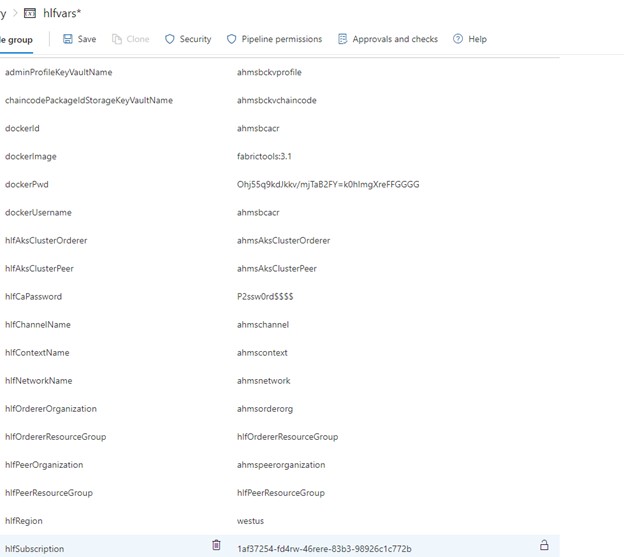 y > hlfvars*
le group Save Clone Security Pipeline permissions Approvals and checks Help
adminProfileKeyVaultName ahmsbckvprofile
chaincodePackageIdStorageKeyVaultName ahmsbckvchaincode
dockerId ahmsbcacr
dockerImage fabrictools:3.1
dockerPwd Ohj55q9kdJkkv/mjTaB2FY=k0hImgXreFFGGGG
dockerUsername ahmsbcacr
hlfAksClusterOrderer ahmsAksClusterOrderer
hlfAksClusterPeer ahmsAksClusterPeer
hlfCaPassword P2ssw0rd$$$$
hlfChannelName ahmschannel
hlfContextName ahmscontext
hlfNetworkName ahmsnetwork
hlfOrdererOrganization ahmsordererorg
hlfOrdererResourceGroup hlfOrdererResourceGroup
hlfPeerOrganization ahmspeerorganization
hlfPeerResourceGroup hlfPeerResourceGroup
hlfRegion westus
hlfSubscription 1af37254-fd4rw-46rere-83b3-98926c1c772b